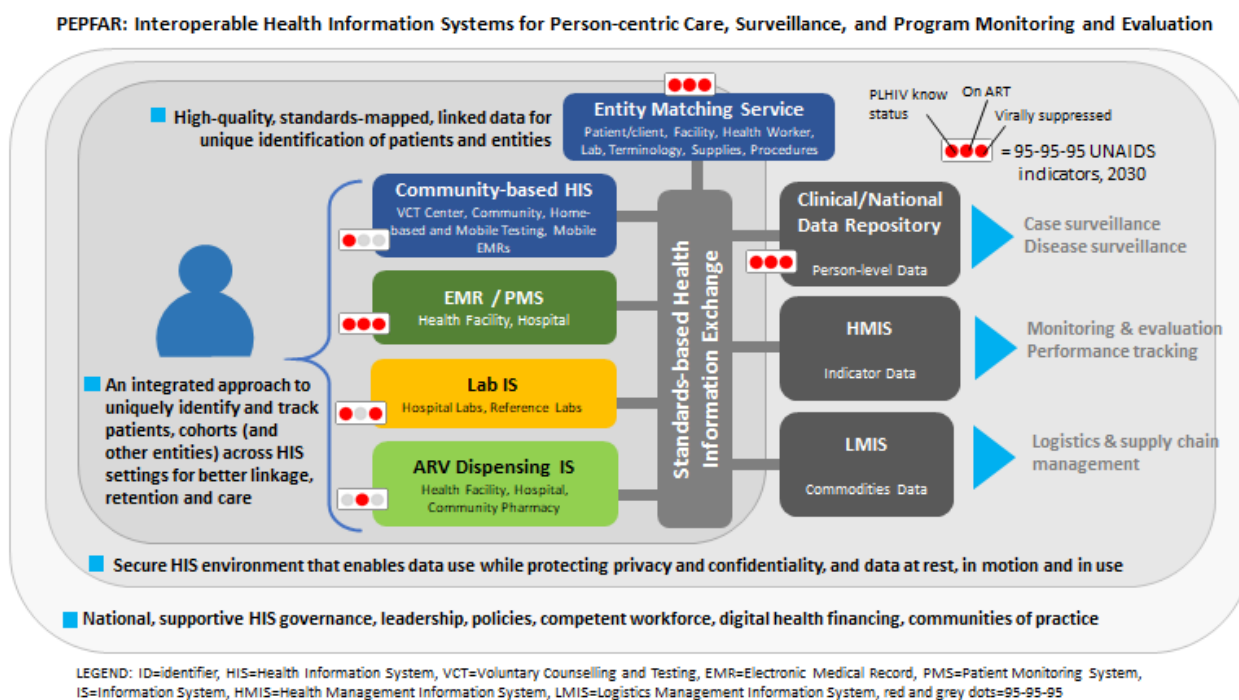 PEPFAR: Interoperable Health Information Systems for Person-centric Care, Surveillance, and Program Monitoring and Evaluation
High-quality, standards-mapped, linked data for
unique identification of patients and entities
Entity Matching Service
Patient/client, Facility, Health Worker,
Lab, Terminology, Supplies, Procedures
PLHIV know
status
On ART
Virally suppressed
= 95-95-95 UNAIDS
indicators, 2030
Community-based HIS
VCT Center, Community, Home-
based and Mobile Testing, Mobile
EMRs
EMR / PMS
Health Facility, Hospital
Lab IS
Hospital Labs, Reference Labs
ARV Dispensing IS
Health Facility, Hospital,
Community Pharmacy
An integrated approach to
uniquely identify and track
patients, cohorts (and
other entities) across HIS
settings for better linkage,
retention and care
Standards-based Health
Information Exchange
Clinical/National
Data Repository
Person-level Data
Case surveillance
Disease surveillance
HMIS
Indicator Data
Monitoring & evaluation
Performance tracking
LMIS
Commodities Data
Logistics & supply chain
management
Secure HIS environment that enables data use while protecting privacy and confidentiality, and data at rest, in motion and in use
National, supportive HIS governance, leadership, policies, competent workforce, digital health financing, communities of practice
LEGEND: ID=identifier, HIS=Health Information System, VCT=Voluntary Counselling and Testing, EMR=Electronic Medical Record, PMS=Patient Monitoring System,
IS=Information System, HMIS=Health Management Information System, LMIS=Logistics Management Information System, red and grey dots=95-95-95